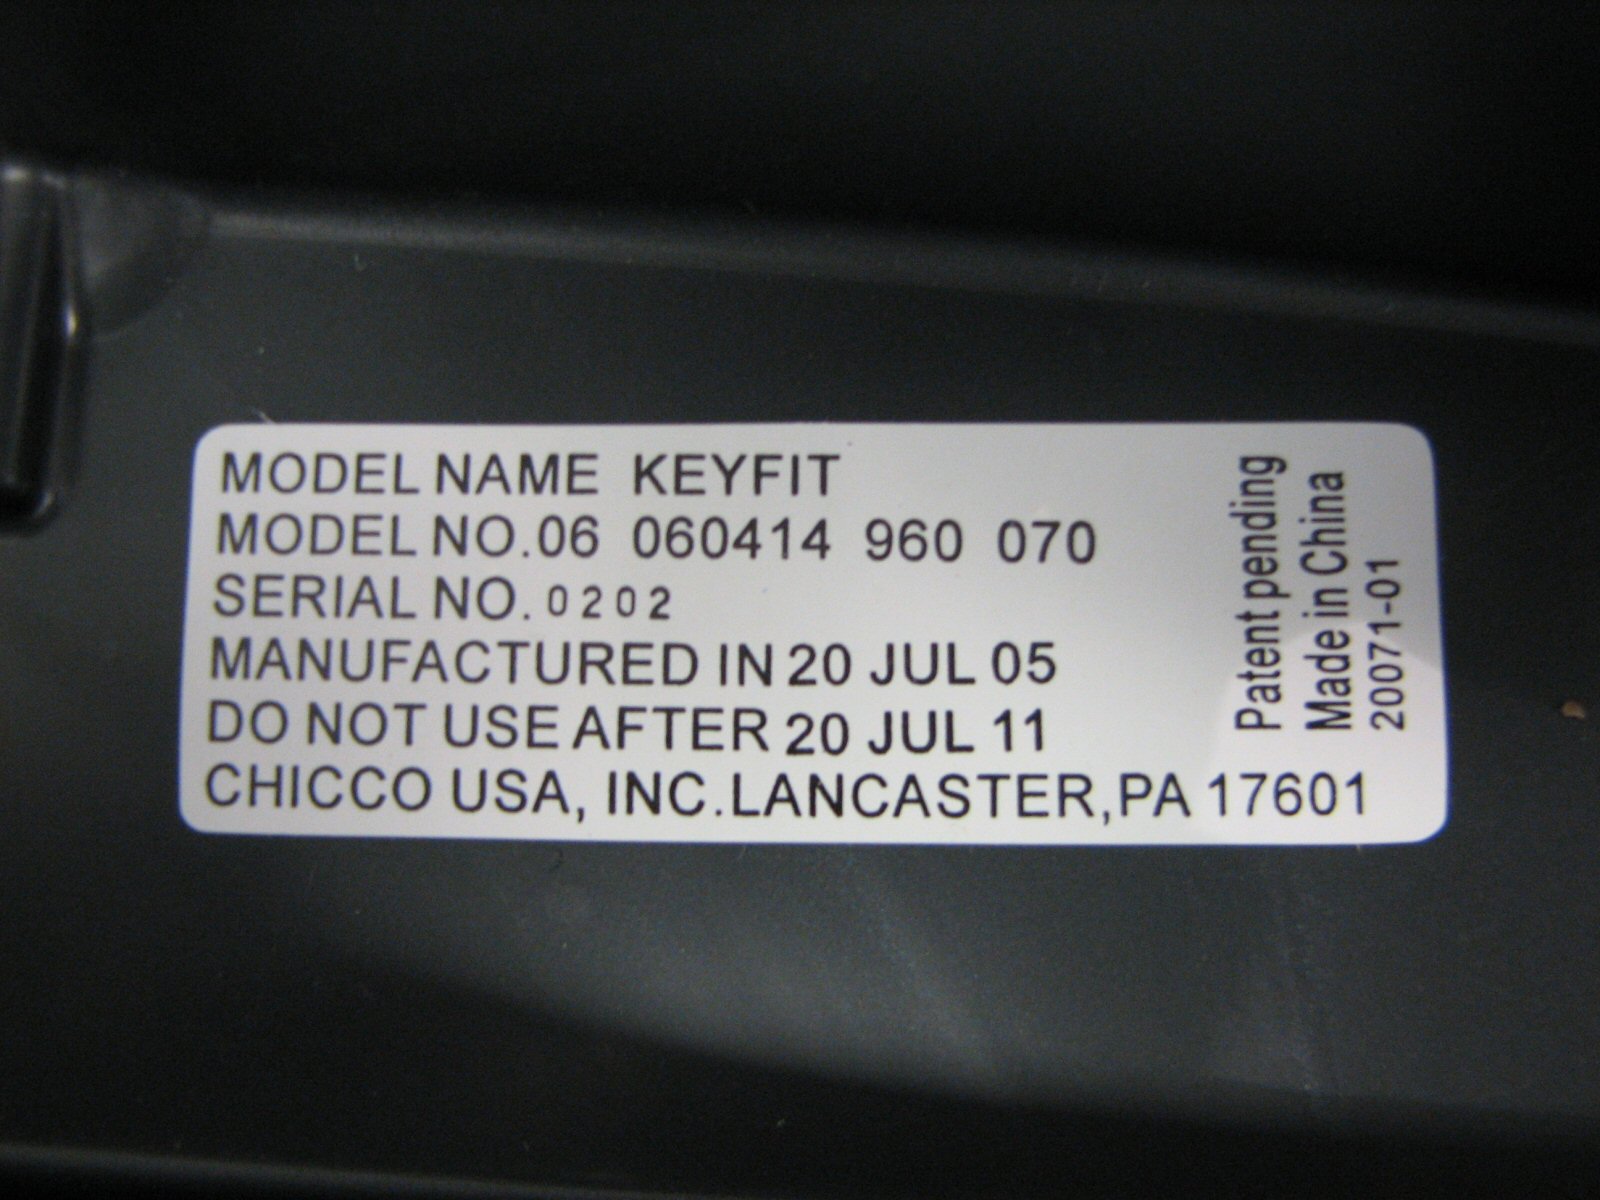 MODEL NAME KEYFIT
MODEL NO.06 060414 960 070
SERIAL NO. 0202
MANUFACTURED IN 20 JUL 05
DO NOT USE AFTER 20 JUL 11
CHICCO USA, INC.LANCASTER,PA 17601
Patent pending
Made in China
20071-01